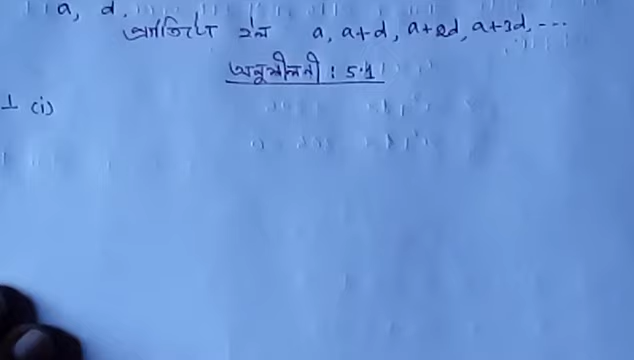 a, d.
প্ৰগতিটো হ'ল a, a+d, a+2d, a+3d, ---
অনুশীলনী : 5.1
1 (i)